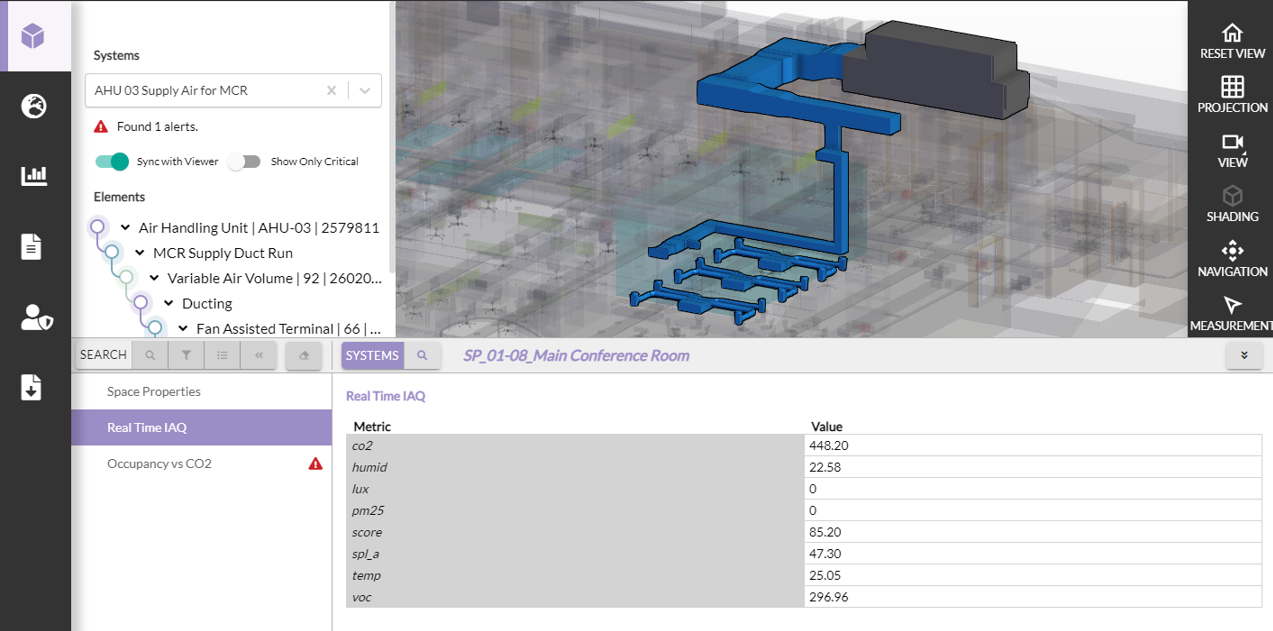 Systems
AHU 03 Supply Air for MCR
Found 1 alerts.
Sync with Viewer Show Only Critical
Elements
Air Handling Unit | AHU-03 | 2579811
MCR Supply Duct Run
Variable Air Volume | 92 | 26020...
Ducting
Fan Assisted Terminal | 66 | ...
RESET VIEW
PROJECTION
VIEW
SHADING
NAVIGATION
MEASUREMENT
SEARCH
SYSTEMS
SP_01-08_Main Conference Room
Space Properties
Real Time IAQ
Occupancy vs CO2
Real Time IAQ
Metric Value
co2 448.20
humid 22.58
lux 0
pm25 0
score 85.20
spl_a 47.30
temp 25.05
voc 296.96